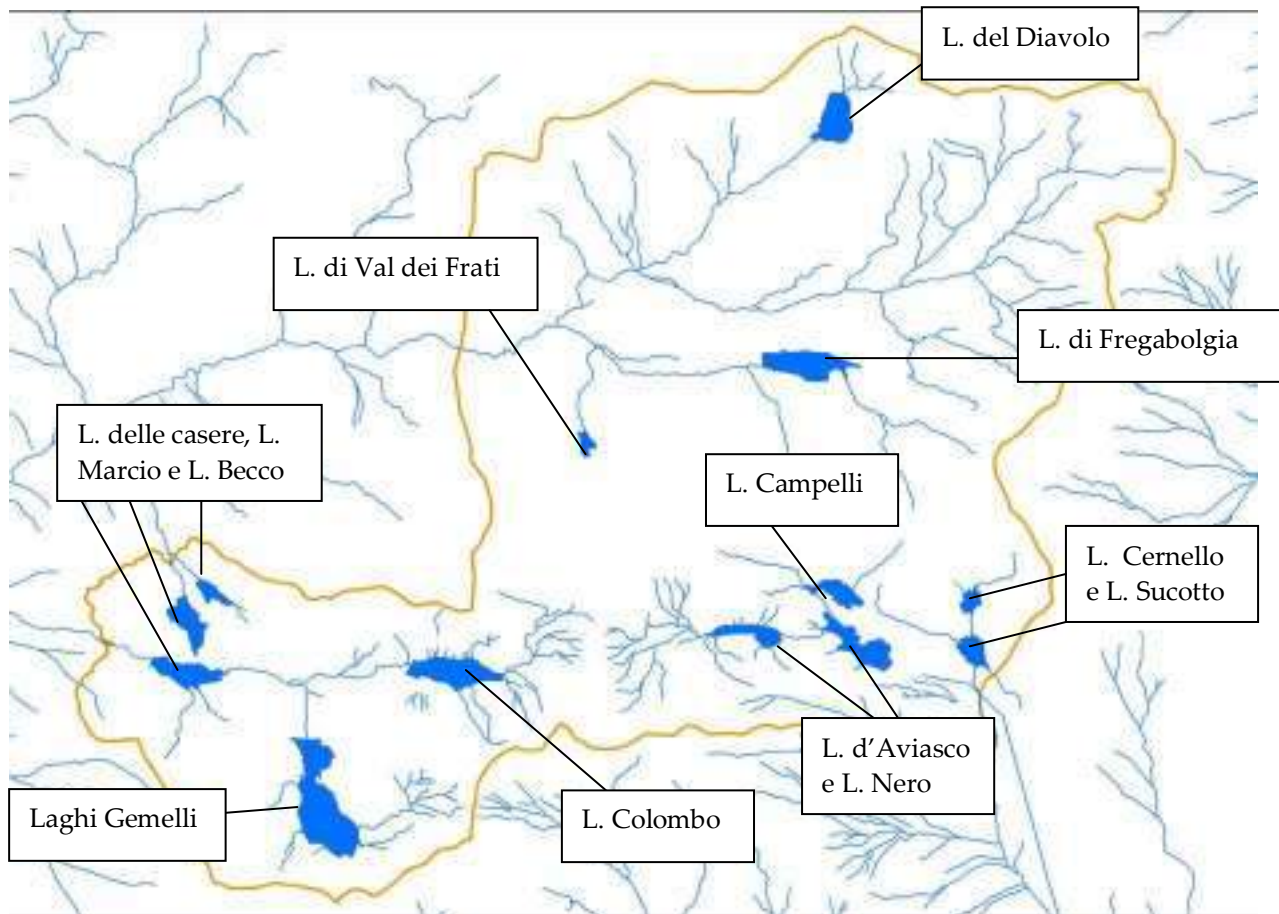 L. del Diavolo
L. di Val dei Frati
L. di Fregabolgia
L. delle casere, L.
Marcio e L. Becco
L. Campelli
L. Cernello
e L. Sucotto
L. d'Aviasco
e L. Nero
Laghi Gemelli
L. Colombo